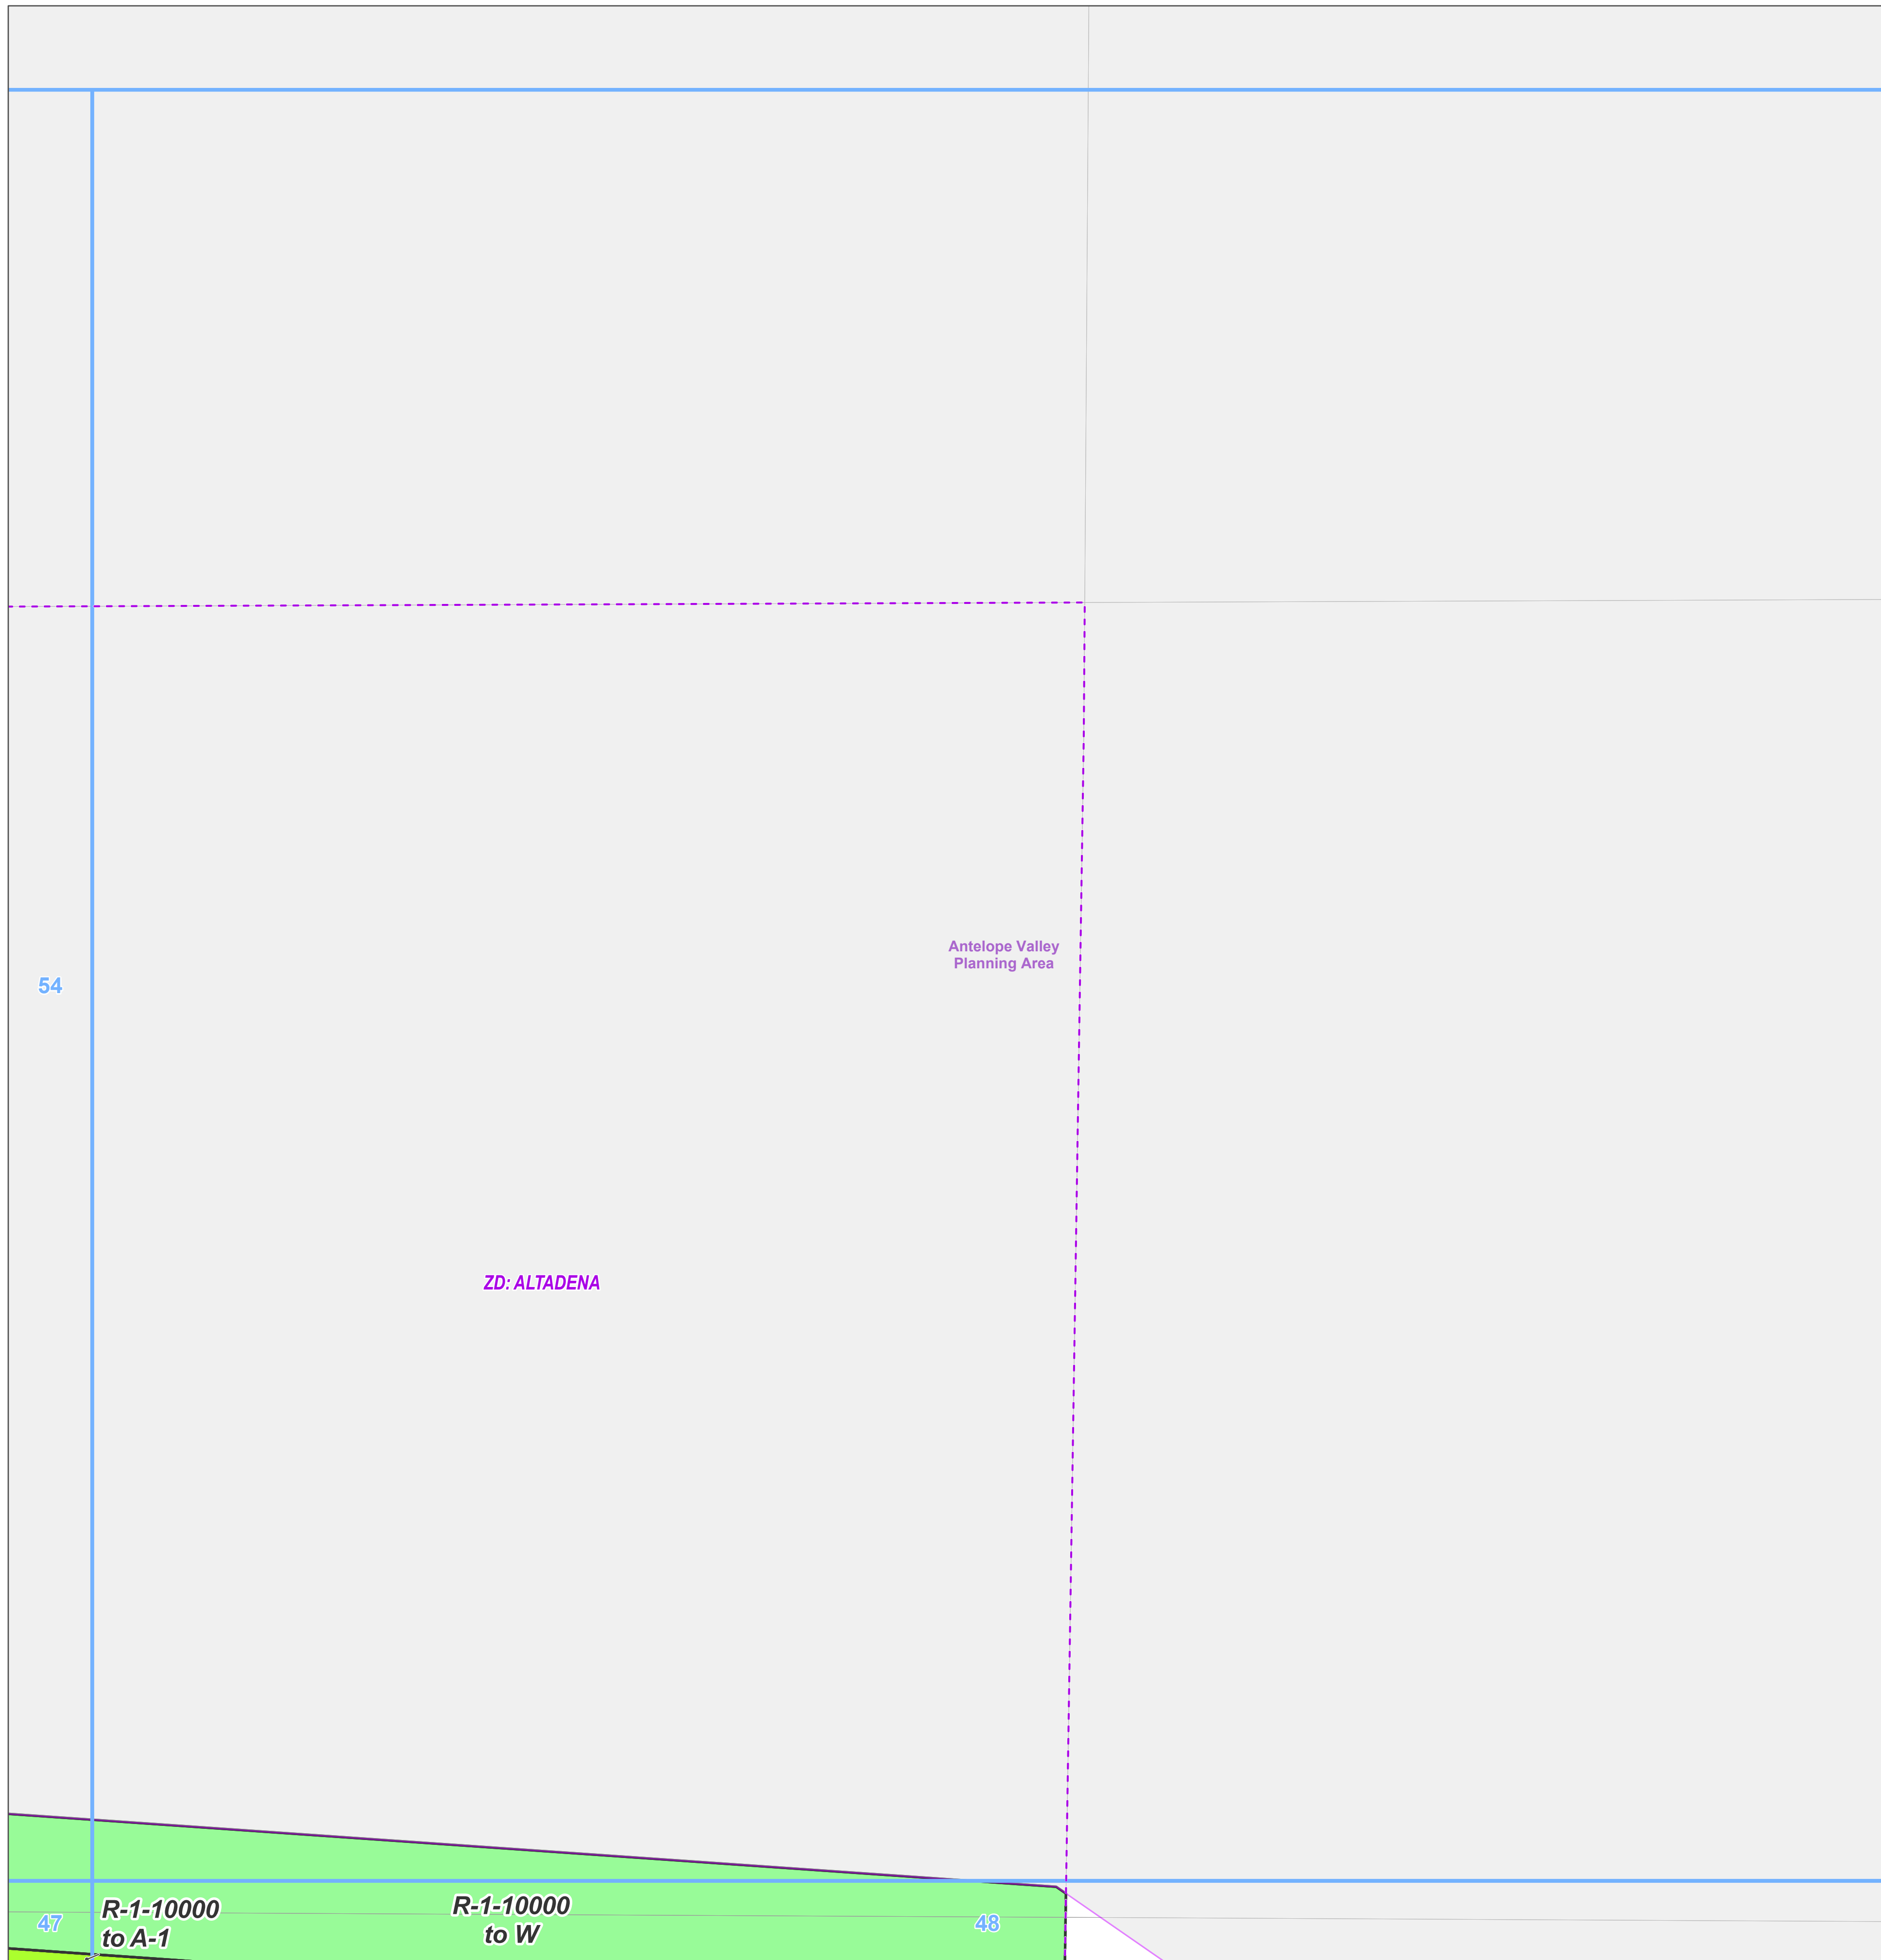 Antelope Valley
Planning Area
54
ZD: ALTADENA
R-1-10000
to A-1
R-1-10000
to W
47
48